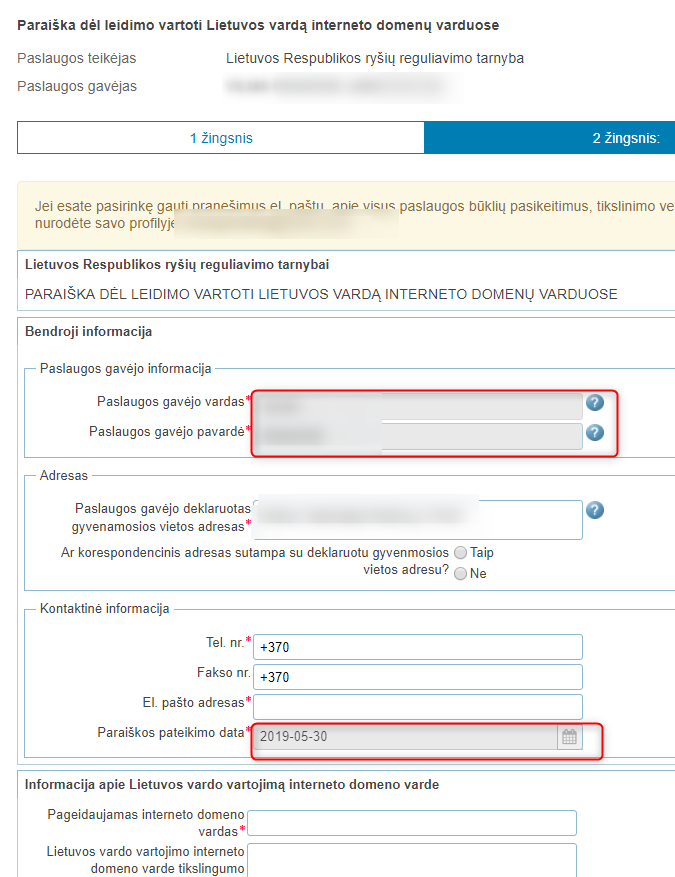 Paraiška dėl leidimo vartoti Lietuvos vardą interneto domenų varduose
Paslaugos teikėjas Lietuvos Respublikos ryšių reguliavimo tarnyba
Paslaugos gavėjas
1 žingsnis 2 žingsnis:
Jei esate pasirinkę gauti pranešimus el. paštu, apie visus paslaugos būklių pasikeitimus, tikslinimo ve
nurodėte savo profilyje
Lietuvos Respublikos ryšių reguliavimo tarnybai
PARAIŠKA DĖL LEIDIMO VARTOTI LIETUVOS VARDĄ INTERNETO DOMENŲ VARDUOSE
Bendroji informacija
Paslaugos gavėjo informacija
Paslaugos gavėjo vardas*
Paslaugos gavėjo pavardė*
Adresas
Paslaugos gavėjo deklaruotas
gyvenamosios vietos adresas*
Ar korespondencinis adresas sutampa su deklaruotu gyvenmosios Taip
vietos adresu? Ne
Kontaktinė informacija
Tel. nr.* +370
Fakso nr. +370
El. pašto adresas*
Paraiškos pateikimo data* 2019-05-30
Informacija apie Lietuvos vardo vartojimą interneto domeno varde
Pageidaujamas interneto domeno
vardas*
Lietuvos vardo vartojimo interneto
domeno varde tikslingumo